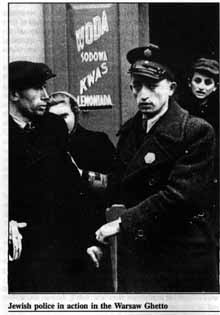 WODA
SODOWA
KWAS
LEMONIADA
Jewish police in action in the Warsaw Ghetto